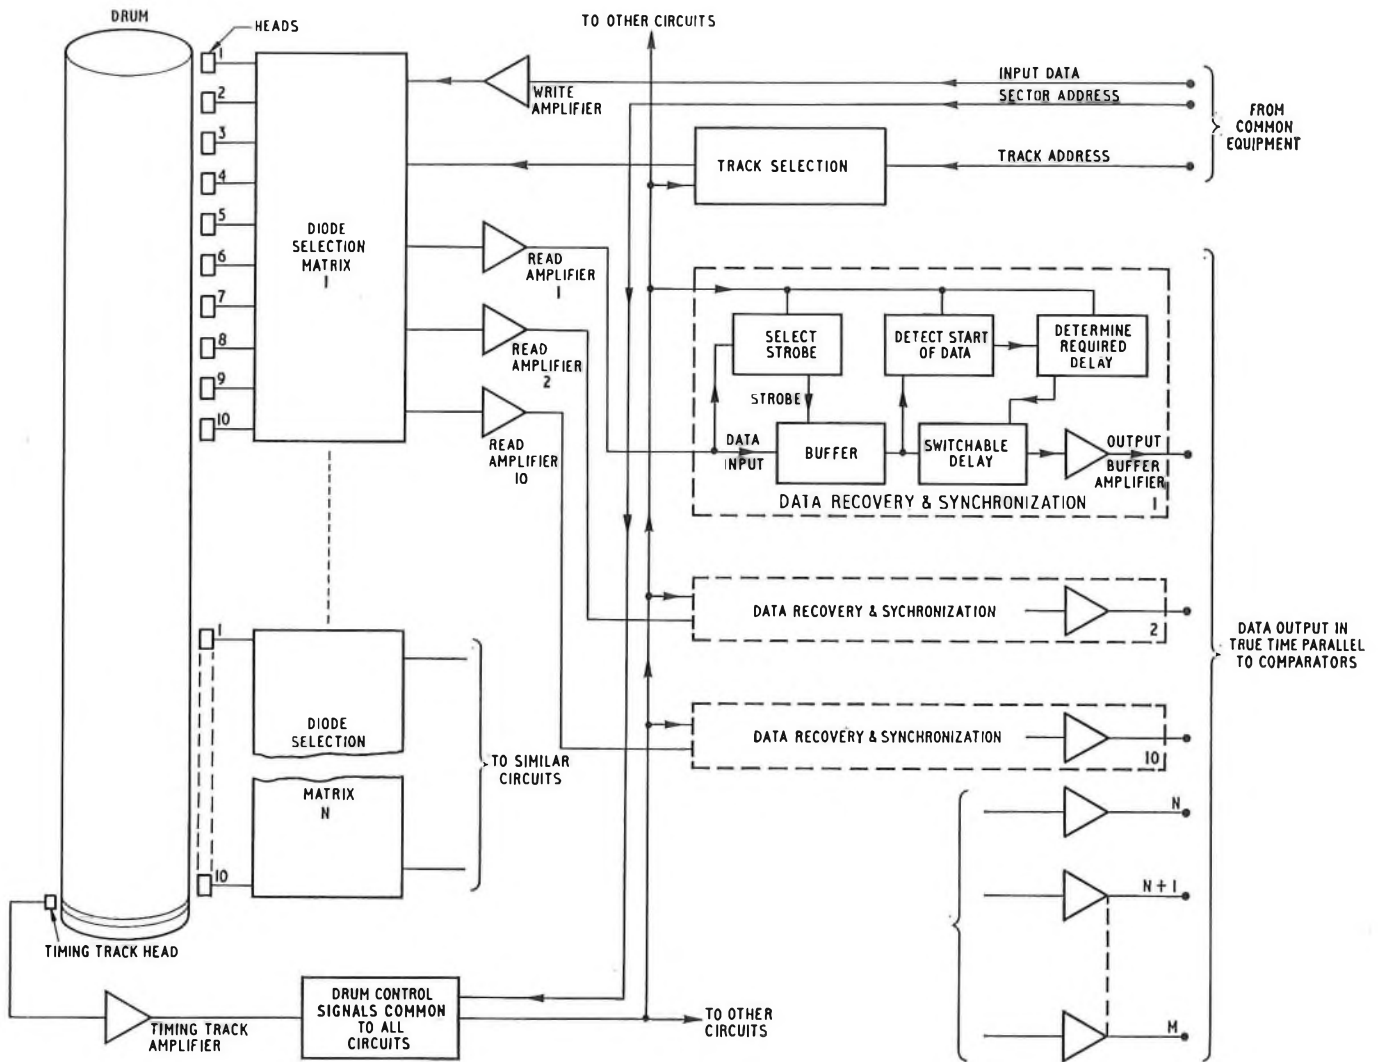 DRUM
HEADS
1
2
3
4
5
6
7
8
9
10
DIODE
SELECTION
MATRIX
1
WRITE
AMPLIFIER
TO OTHER CIRCUITS
INPUT DATA
SECTOR ADDRESS
TRACK ADDRESS
FROM
COMMON
EQUIPMENT
TRACK SELECTION
READ
AMPLIFIER
1
READ
AMPLIFIER
2
READ
AMPLIFIER
10
SELECT
STROBE
DETECT START
OF DATA
DETERMINE
REQUIRED
DELAY
STROBE
DATA
INPUT
BUFFER
SWITCHABLE
DELAY
OUTPUT
BUFFER
AMPLIFIER
DATA RECOVERY & SYNCHRONIZATION
1
DATA RECOVERY & SYCHRONIZATION
2
DATA RECOVERY & SYNCHRONIZATION
10
DATA OUTPUT IN
TRUE TIME PARALLEL
TO COMPARATORS
1
10
DIODE
SELECTION
MATRIX
N
TO SIMILAR
CIRCUITS
N
N+1
M
TIMING TRACK HEAD
TIMING TRACK
AMPLIFIER
DRUM CONTROL
SIGNALS COMMON
TO ALL
CIRCUITS
TO OTHER
CIRCUITS